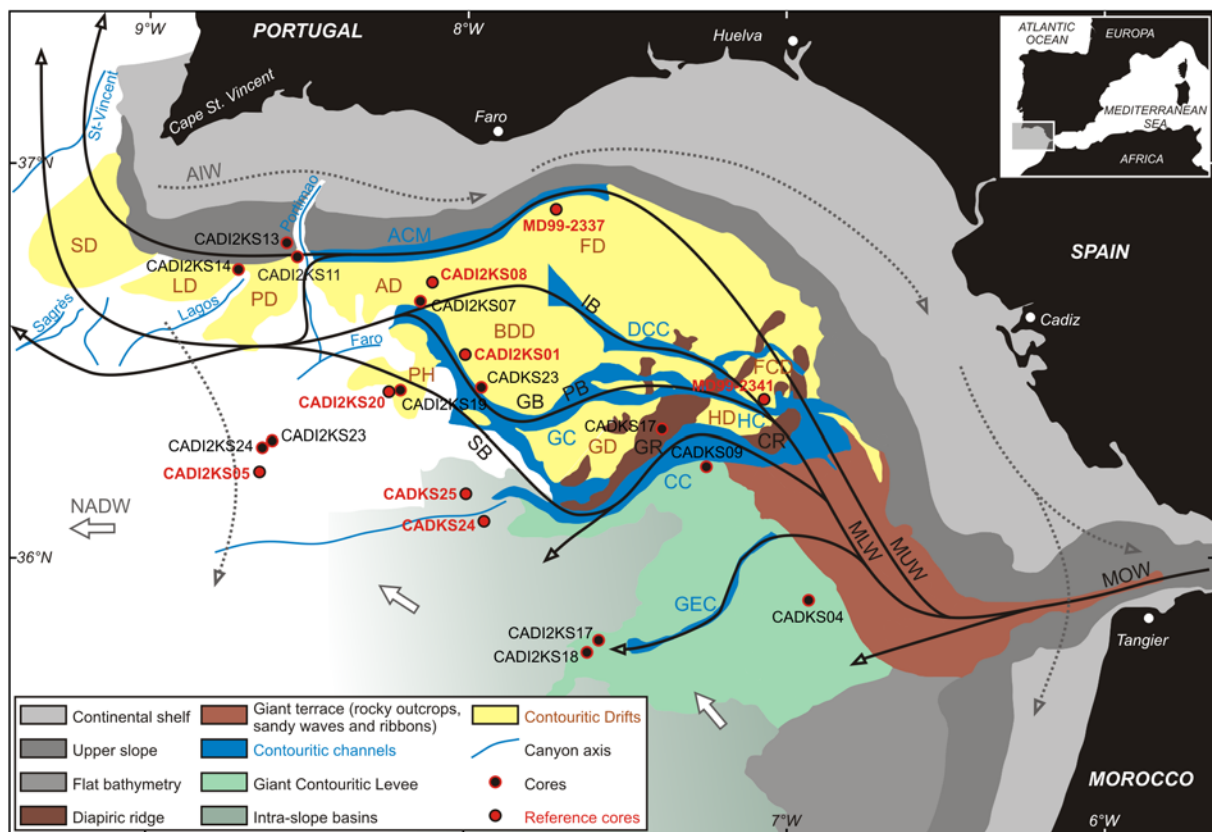 9°W
8°W
PORTUGAL
Huelva
ATLANTIC
OCEAN
EUROPA
MEDITERRANEAN
SEA
AFRICA
St-Vincent
Cape St. Vincent
Faro
37°N
AIW
Portimao
MD99-2337
SD
CADI2KS13
ACM
FD
SPAIN
CADI2KS14
CADI2KS11
CADI2KS08
LD
PD
AD
CADI2KS07
IB
Sagrès
Lagos
Cadiz
BDD
DCC
Faro
CADI2KS01
FCD
PH
CADKS23
PB
MD99-2341
CADI2KS20
CADI2KS19
GB
HD
HC
CADI2KS23
GC
CADKS17
CADI2KS24
SB
GD
GR
CR
CADKS09
CADI2KS05
CC
CADKS25
NADW
CADKS24
MLW
MUW
36°N
MOW
GEC
CADKS04
CADI2KS17
Tangier
CADI2KS18
Continental shelf
Giant terrace (rocky outcrops,
sandy waves and ribbons)
Contouritic Drifts
Upper slope
Contouritic channels
Canyon axis
Flat bathymetry
Giant Contouritic Levee
Cores
Diapiric ridge
Intra-slope basins
Reference cores
MOROCCO
7°W
6°W